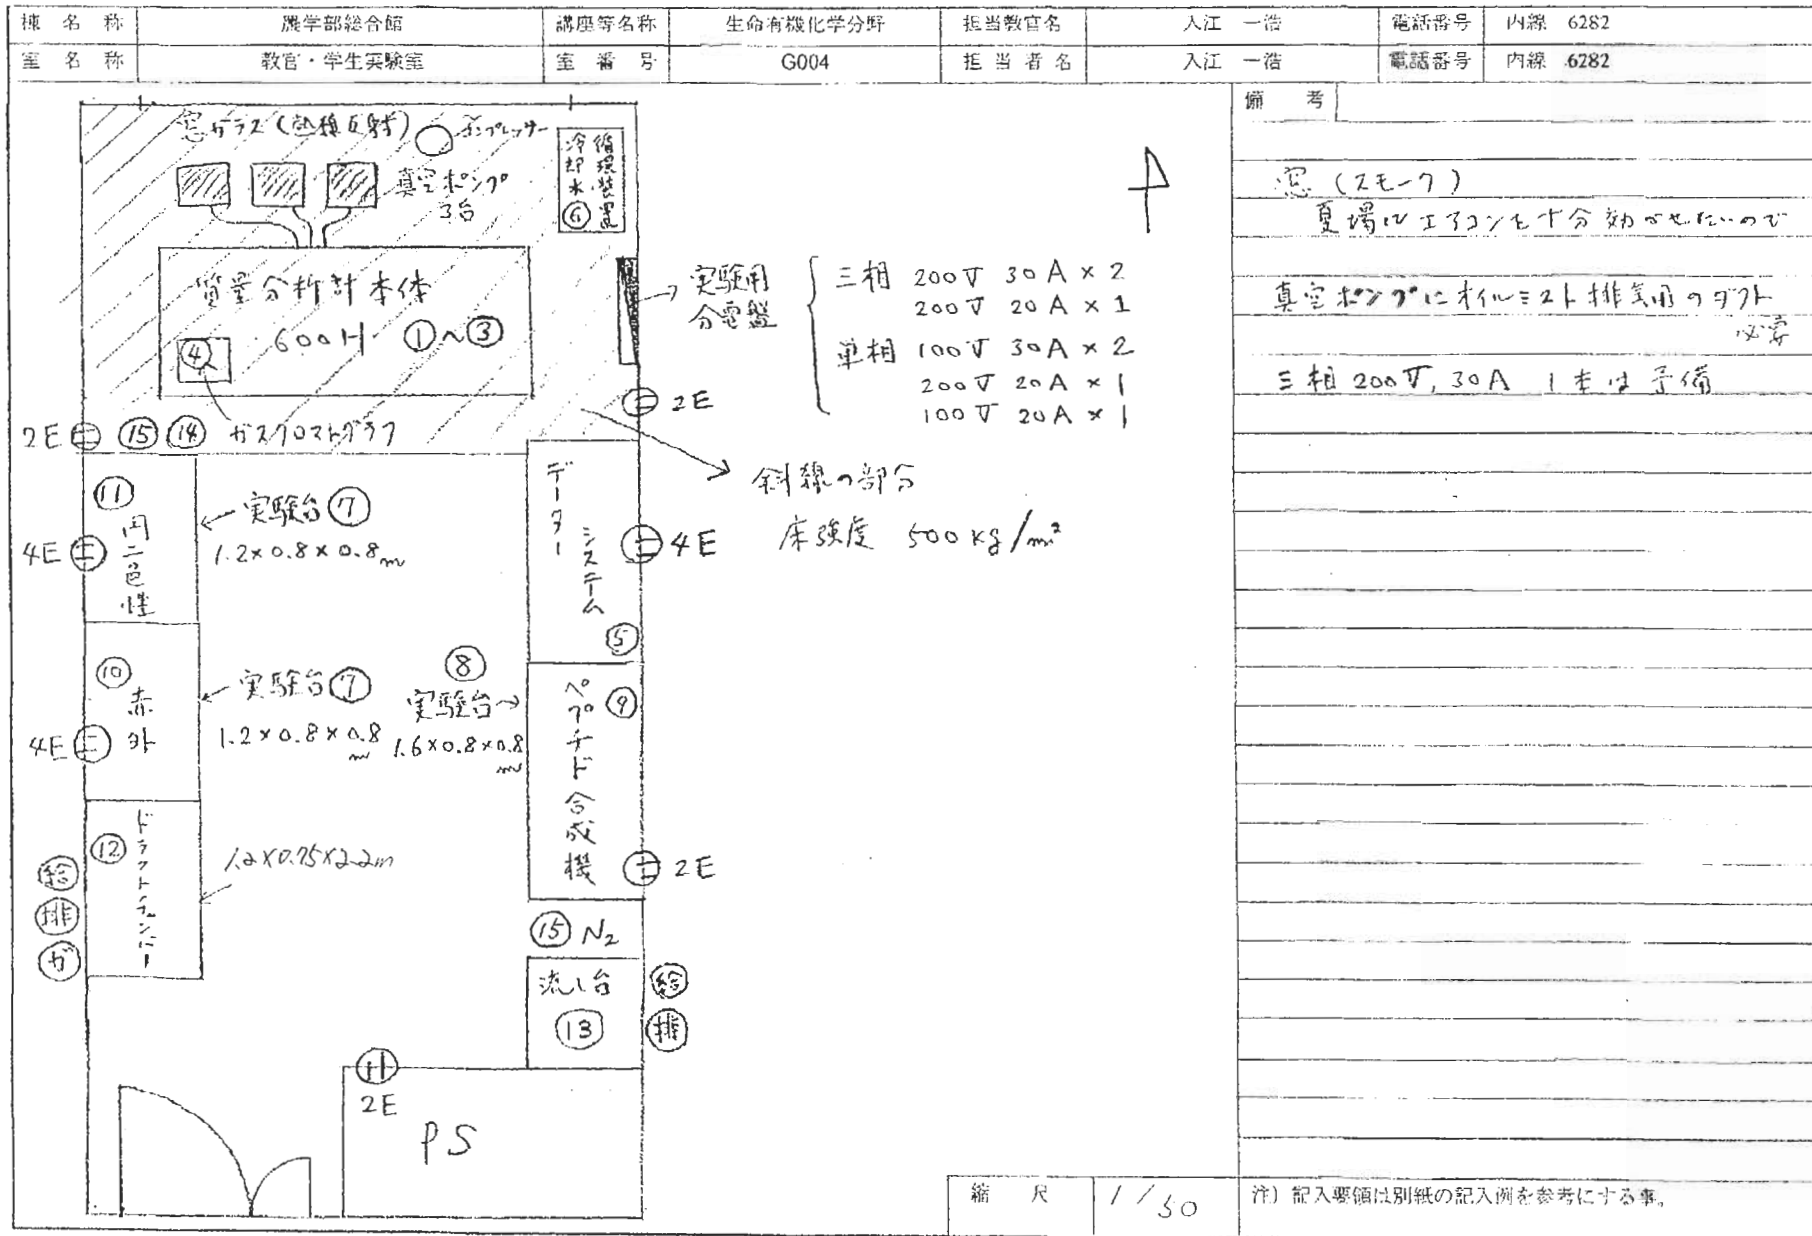 棟名称 農学部総合館 講座等名称 生命有機化学分野 担当教官名 入江 一浩 電話番号 内線 6282
室名称 教官・学生実験室 室番号 G004 担当者名 入江 一浩 電話番号 内線 6282
備考
窓ガラス(熱線反射)
コンプレッサー
冷却水循環装置
⑥
真空ポンプ
3台
質量分析計本体
600H ①~③
④
ガスクロマトグラフ
実験用
分電盤
三相 200V 30A × 2
200V 20A × 1
単相 100V 30A × 2
200V 20A × 1
100V 20A × 1
2E
2E ⑮ ⑭
斜線の部分
床強度 500kg/m²
⑪
円二色性
4E
実験台⑦
1.2×0.8×0.8m
データーシステム
⑤
4E
⑩
赤外
4E
実験台⑦
1.2×0.8×0.8m
⑧
実験台
1.6×0.8×0.8m
ペプチド合成機
⑨
2E
⑫
ドラフトチャンバー
1.2×0.75×2.2m
給
排
ガ
⑮ N2
流し台
⑬
給
排
2E
PS
窓(スモーク)
夏場はエアコンを十分効かせたいので
真空ポンプにオイルミスト排気用のダクト
必要
三相 200V, 30A 1本は予備
縮尺 1/50
注) 記入要領は別紙の記入例を参考にする事。